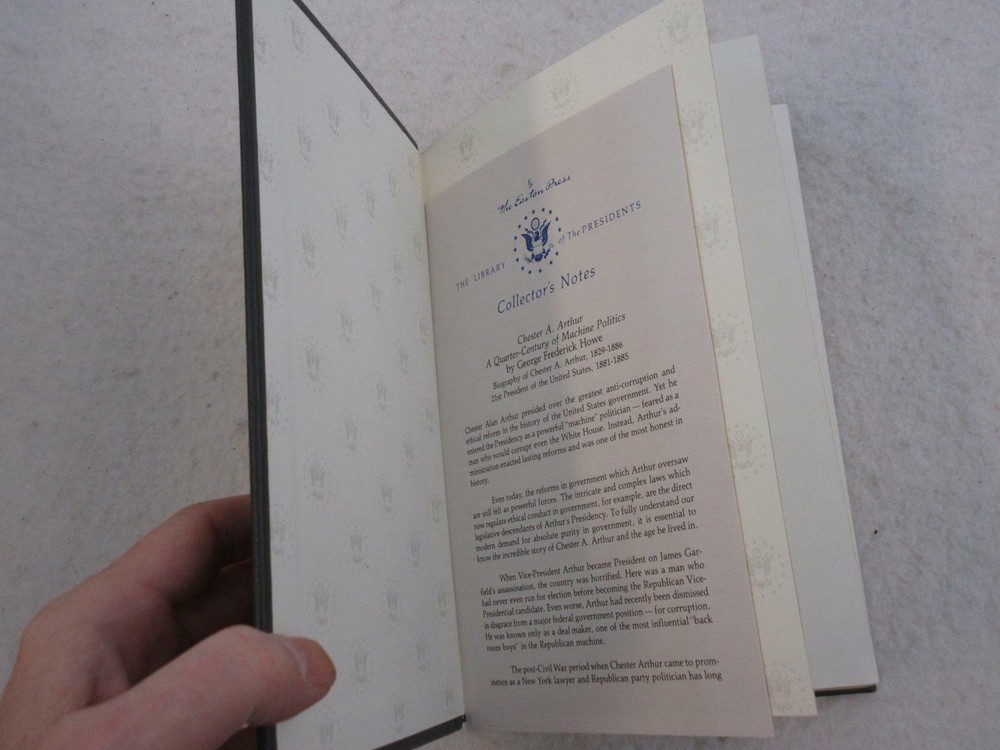 The Easton Press
THE LIBRARY of The PRESIDENTS
Collector's Notes
Chester A. Arthur
A Quarter-Century of Machine Politics
by George Frederick Howe
Biography of Chester A. Arthur, 1829-1886
21st President of the United States, 1881-1885
Chester Alan Arthur presided over the greatest anti-corruption and
ethical reform in the history of the United States government. Yet he
entered the Presidency as a powerful "machine" politician — feared as a
man who would corrupt even the White House. Instead, Arthur's ad-
ministration enacted lasting reforms and was one of the most honest in
history.
Even today, the reforms in government which Arthur oversaw
are still felt as powerful forces. The intricate and complex laws which
now regulate ethical conduct in government, for example, are the direct
legislative descendants of Arthur's Presidency. To fully understand our
modern demand for absolute purity in government, it is essential to
know the incredible story of Chester A. Arthur and the age he lived in.
When Vice-President Arthur became President on James Gar-
field's assassination, the country was horrified. Here was a man who
had never even run for election before becoming the Republican Vice-
Presidential candidate. Even worse, Arthur had recently been dismissed
in disgrace from a major federal government position — for corruption.
He was known only as a deal maker, one of the most influential "back
room boys" in the Republican machine.
The post-Civil War period when Chester Arthur came to prom-
inence as a New York lawyer and Republican party politician has long